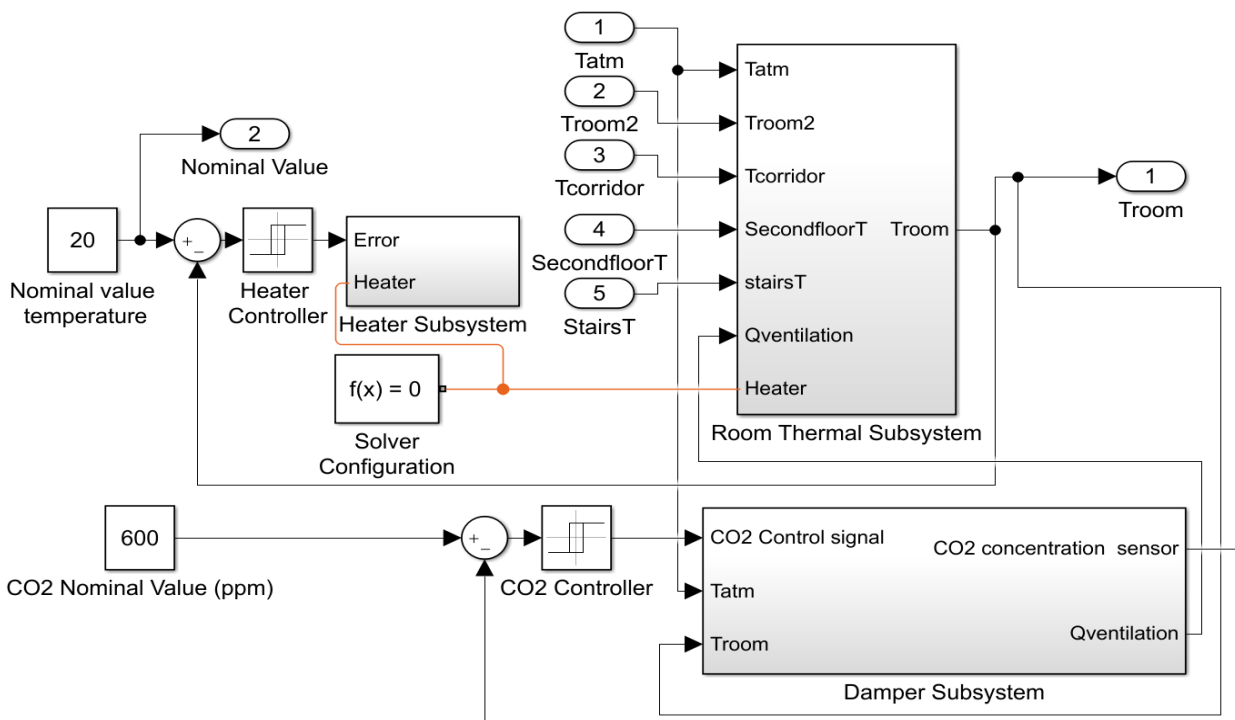 1
Tatm
2
Troom2
3
Tcorridor
4
SecondfloorT
5
StairsT
2
Nominal Value
20
Nominal value
temperature
+
−
Heater
Controller
Error
Heater
Heater Subsystem
f(x) = 0
Solver
Configuration
Tatm
Troom2
Tcorridor
SecondfloorT
Troom
stairsT
Qventilation
Heater
Room Thermal Subsystem
1
Troom
600
CO2 Nominal Value (ppm)
+
−
CO2 Controller
CO2 Control signal
CO2 concentration sensor
Tatm
Troom
Qventilation
Damper Subsystem